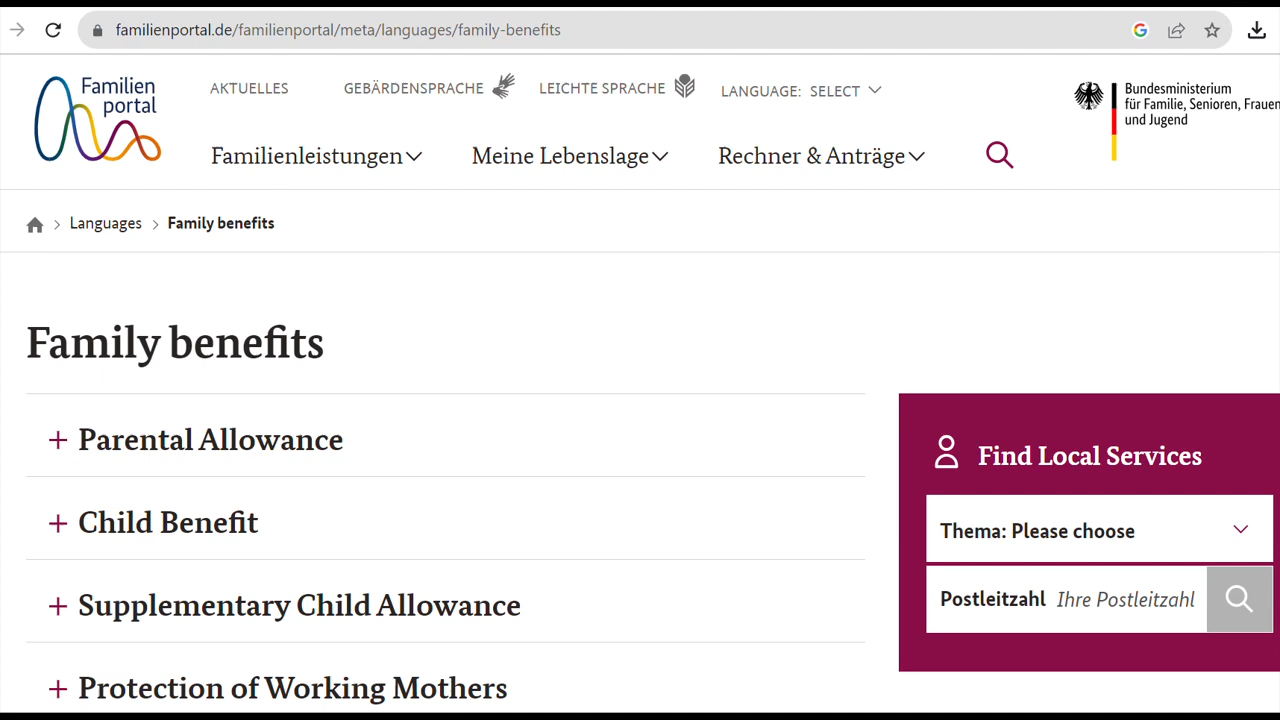 familienportal.de/familienportal/meta/languages/family-benefits
Familien
portal
AKTUELLES GEBÄRDENSPRACHE LEICHTE SPRACHE LANGUAGE: SELECT
Bundesministerium
für Familie, Senioren, Frauen
und Jugend
Familienleistungen Meine Lebenslage Rechner & Anträge
Languages Family benefits
Family benefits
+ Parental Allowance
+ Child Benefit
+ Supplementary Child Allowance
+ Protection of Working Mothers
Find Local Services
Thema: Please choose
Postleitzahl Ihre Postleitzahl